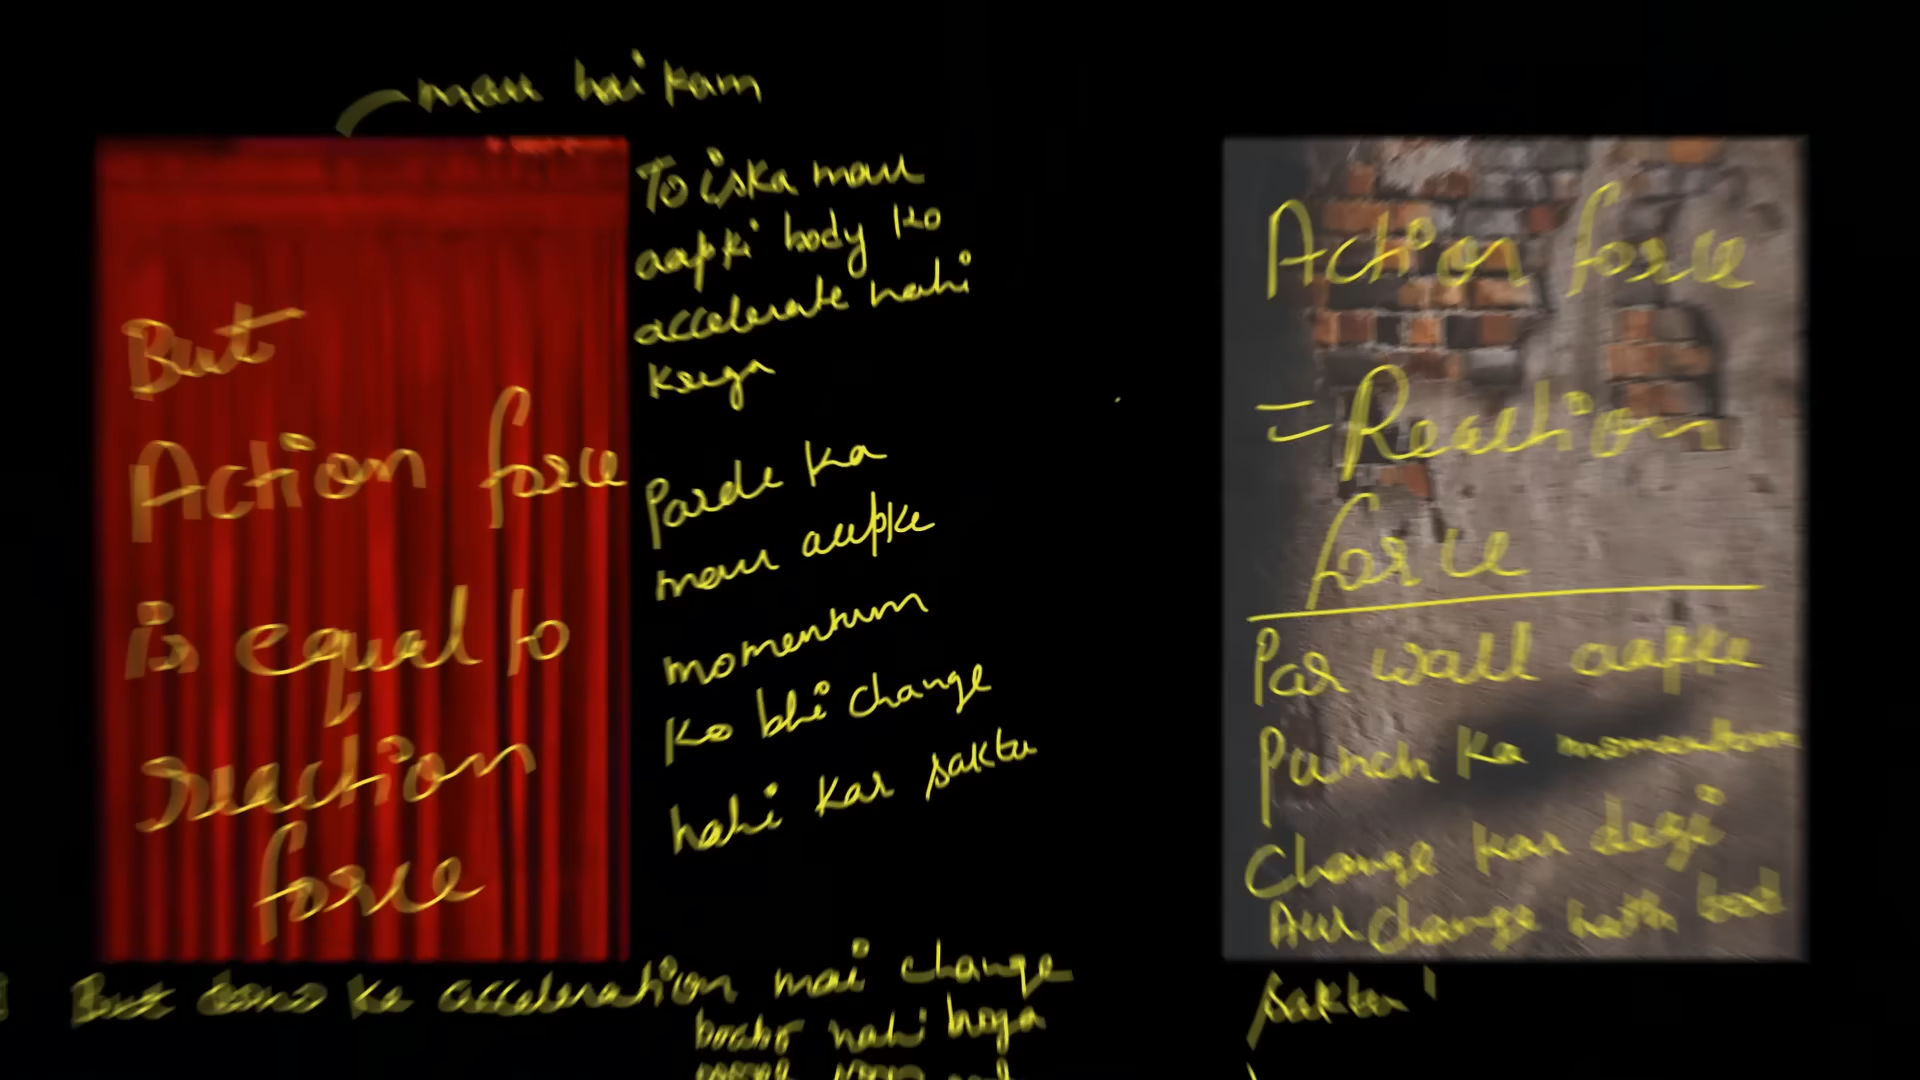 mass hai kam
But
Action force
is equal to
reaction
force
To iska mass
aapki body ko
accelerate nahi
karega
Parde ka
mass aapke
momentum
ko bhi change
nahi kar sakta
But dono ke acceleration mai change
nahi hoga
Action force
= Reaction
force
Par wall aapke
Punch ka momentum
change kar degi
Aur change
sakta